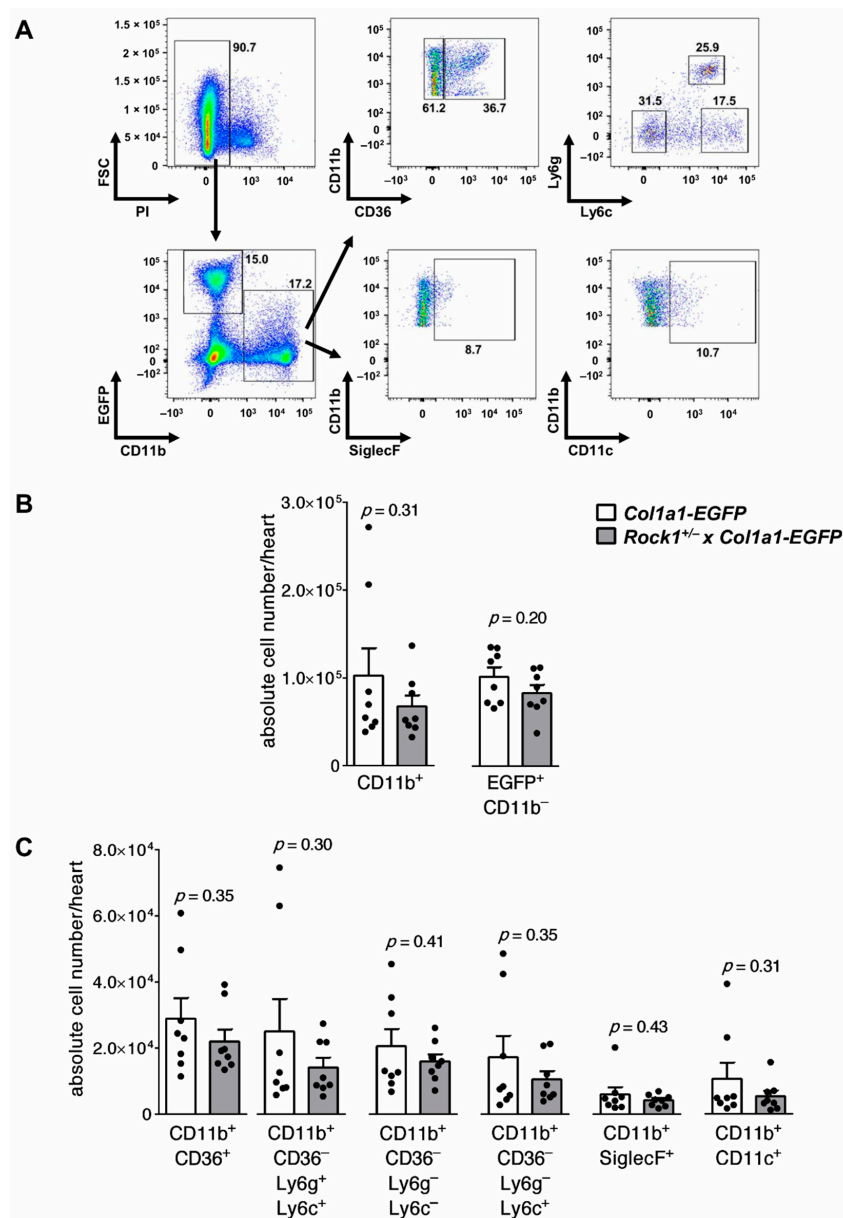 A
1.5 × 10⁵
2 × 10⁵
1.5 × 10⁵
1 × 10⁵
5 × 10⁴
0
90.7
0 10³ 10⁴
FSC
PI
10⁵
10⁴
10³
10²
0
−10²
61.2 36.7
−10³ 0 10³ 10⁴ 10⁵
CD11b
CD36
10⁵
10⁴
10³
10²
0
−10²
25.9
31.5 17.5
0 10³ 10⁴ 10⁵
Ly6g
Ly6c
10⁵
10⁴
10³
10²
0
−10²
15.0
17.2
−10³ 0 10³ 10⁴ 10⁵
EGFP
CD11b
10⁵
10⁴
10³
10²
0
−10²
8.7
0 10³ 10⁴ 10⁵
CD11b
SiglecF
10⁵
10⁴
10³
10²
0
−10²
10.7
0 10³ 10⁴
CD11b
CD11c
B
absolute cell number/heart
3.0×10⁵
2.0×10⁵
1.0×10⁵
0
p = 0.31
p = 0.20
CD11b⁺
EGFP⁺
CD11b⁻
Col1a1-EGFP
Rock1⁺/⁻ x Col1a1-EGFP
C
absolute cell number/heart
8.0×10⁴
6.0×10⁴
4.0×10⁴
2.0×10⁴
0
p = 0.35
p = 0.30
p = 0.41
p = 0.35
p = 0.43
p = 0.31
CD11b⁺
CD36⁺
CD11b⁺
CD36⁻
Ly6g⁺
Ly6c⁺
CD11b⁺
CD36⁻
Ly6g⁻
Ly6c⁻
CD11b⁺
CD36⁻
Ly6g⁻
Ly6c⁺
CD11b⁺
SiglecF⁺
CD11b⁺
CD11c⁺